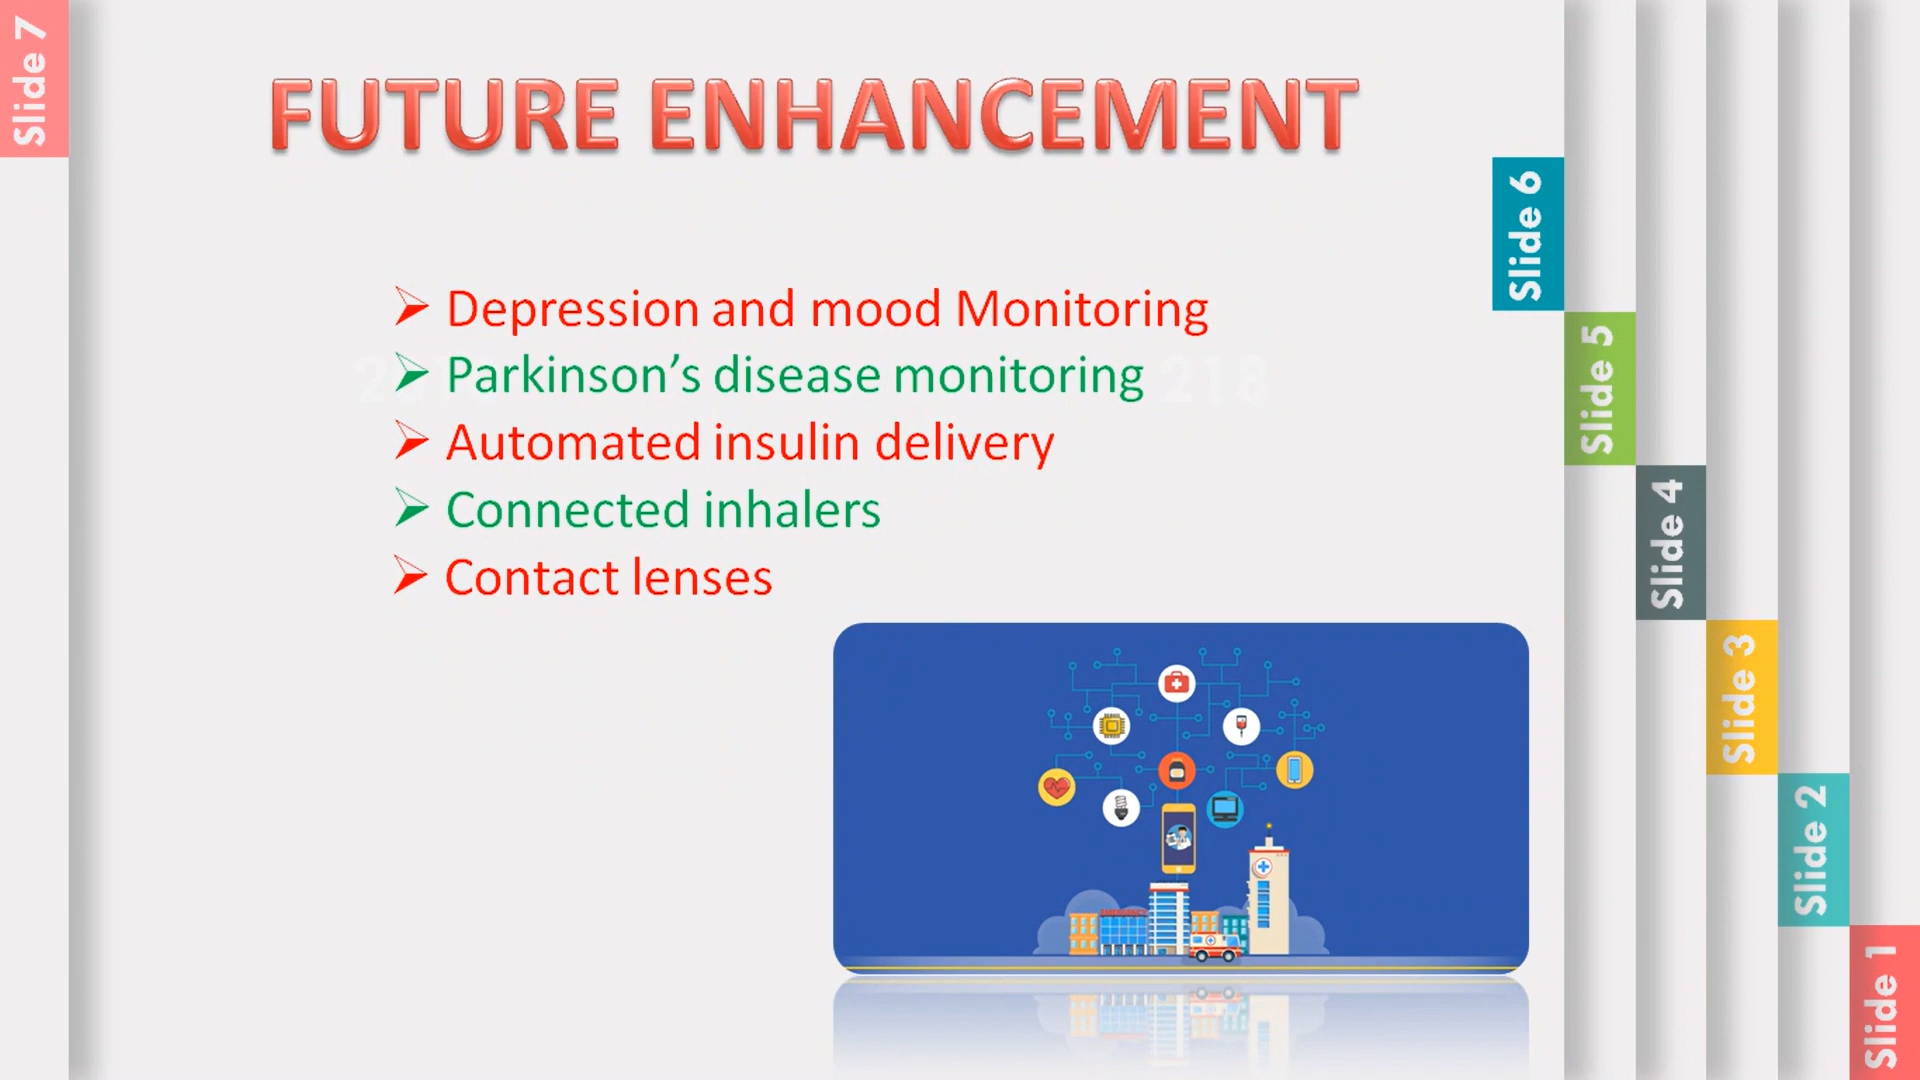 Slide 7
FUTURE ENHANCEMENT
Slide 6
➢ Depression and mood Monitoring
➢ Parkinson’s disease monitoring
➢ Automated insulin delivery
➢ Connected inhalers
➢ Contact lenses
Slide 5
Slide 4
Slide 3
Slide 2
Slide 1
EMERGENCY